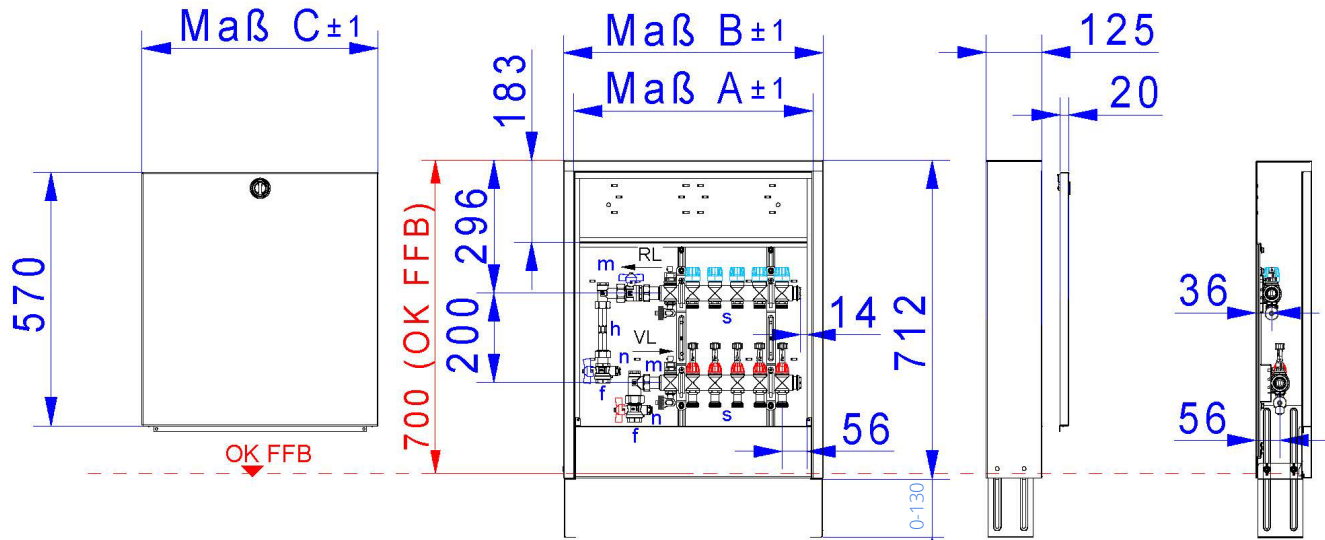 Maß C±1
Maß B±1
125
Maß A±1
20
183
570
700 (OK FFB)
296
200
RL
m
s
h
VL
n
m
f
n
s
f
14
712
56
0-130
36
56
OK FFB